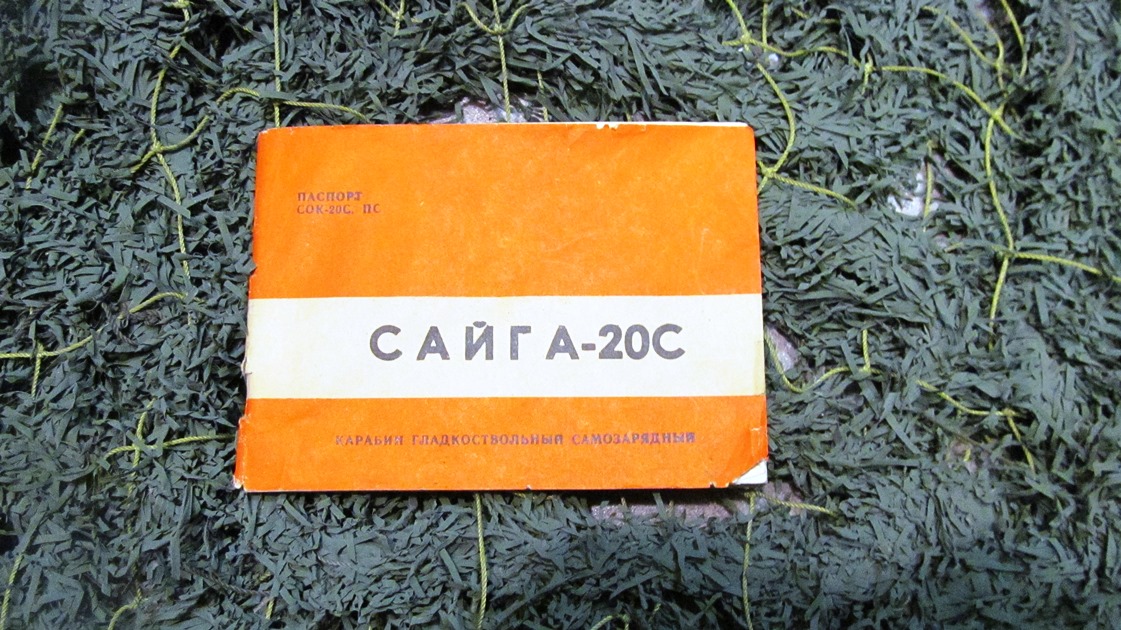 ПАСПОРТ
СОК-20С. ПС
САЙГА-20С
КАРАБИН ГЛАДКОСТВОЛЬНЫЙ САМОЗАРЯДНЫЙ